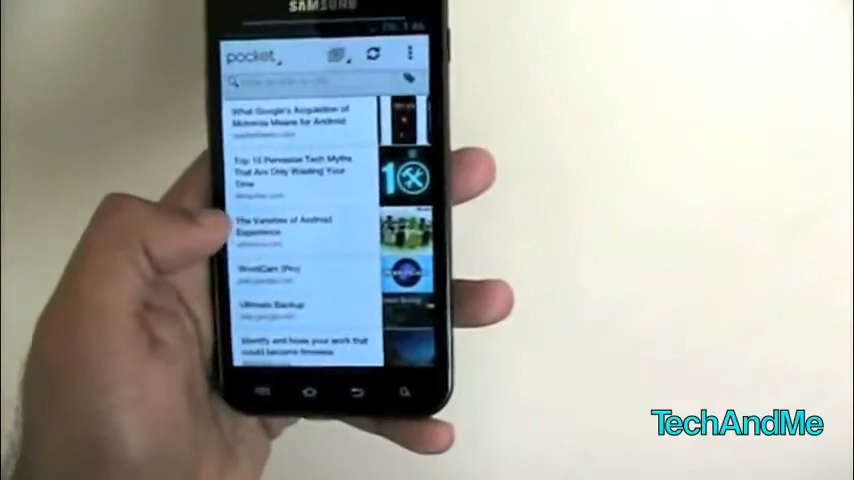 SAMSUNG
pocket
What Google's Acquisition of
Motorola Means for Android
Top 10 Pervasive Tech Myths
That Are Only Wasting Your
Time
10
The Varieties of Android
Experience
WordCam (Pro)
Ultimate Backup
Identify and hone your work that
could become timeless
TechAndMe